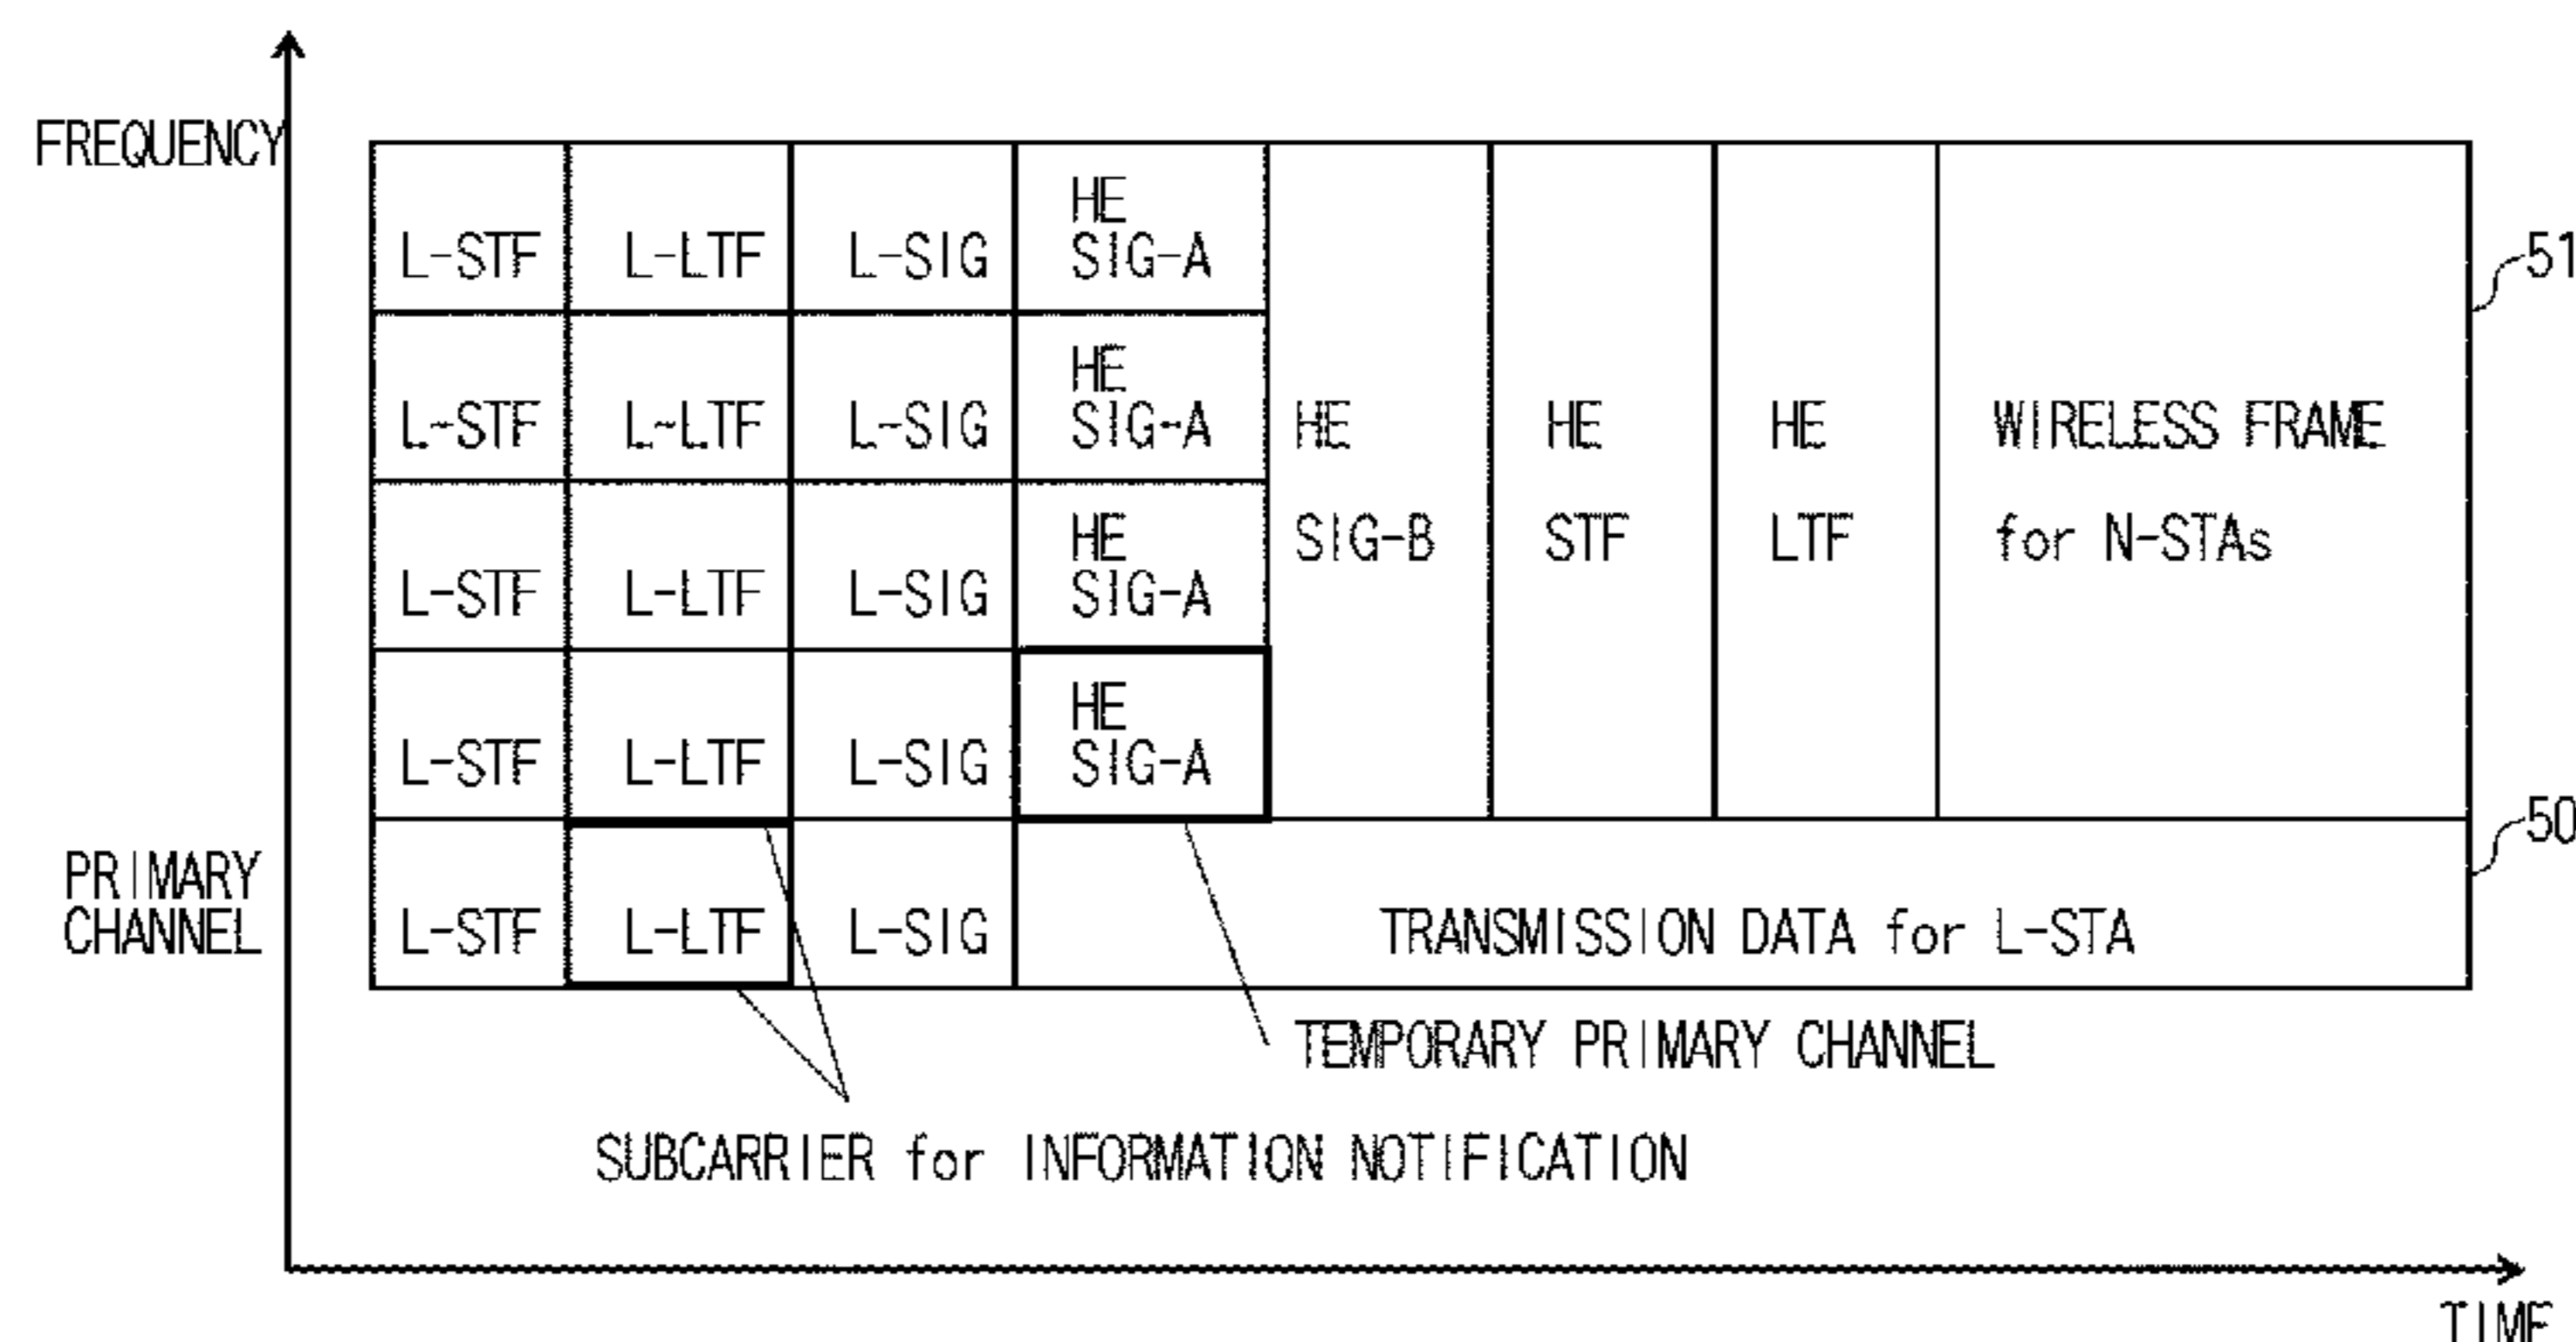 FREQUENCY
HE HE HE HE
L-STF L-LTF L-SIG SIG-A
L-STF L-LTF L-SIG SIG-A
L-STF L-LTF L-SIG SIG-A
L-STF L-LTF L-SIG SIG-A
HE SIG-B
HE STF
HE LTF
WIRELESS FRAME
for N-STAs
51
50
PRIMARY
CHANNEL
L-STF L-LTF L-SIG TRANSMISSION DATA for L-STA
TEMPORARY PRIMARY CHANNEL
SUBCARRIER for INFORMATION NOTIFICATION
TIME